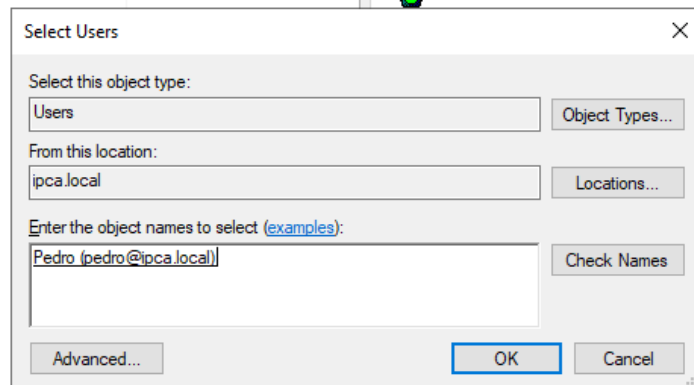 Select Users
Select this object type:
Users
Object Types...
From this location:
ipca.local
Locations...
Enter the object names to select (examples):
Pedro (pedro@ipca.local)
Check Names
Advanced...
OK
Cancel